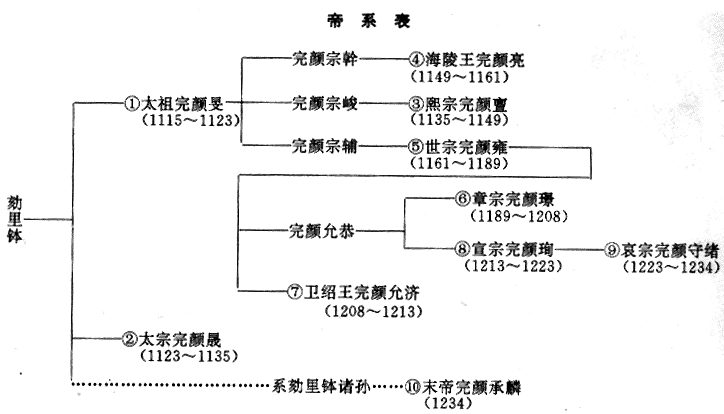 帝系表
完颜宗幹
④海陵王完颜亮
(1149～1161)
①太祖完颜旻
(1115～1123)
完颜宗峻
③熙宗完颜亶
(1135～1149)
完颜宗辅
⑤世宗完颜雍
(1161～1189)
劾里钵
⑥章宗完颜璟
(1189～1208)
完颜允恭
⑧宣宗完颜珣
(1213～1223)
⑨哀宗完颜守绪
(1223～1234)
⑦卫绍王完颜允济
(1208～1213)
②太宗完颜晟
(1123～1135)
系劾里钵诸孙
⑩末帝完颜承麟
(1234)